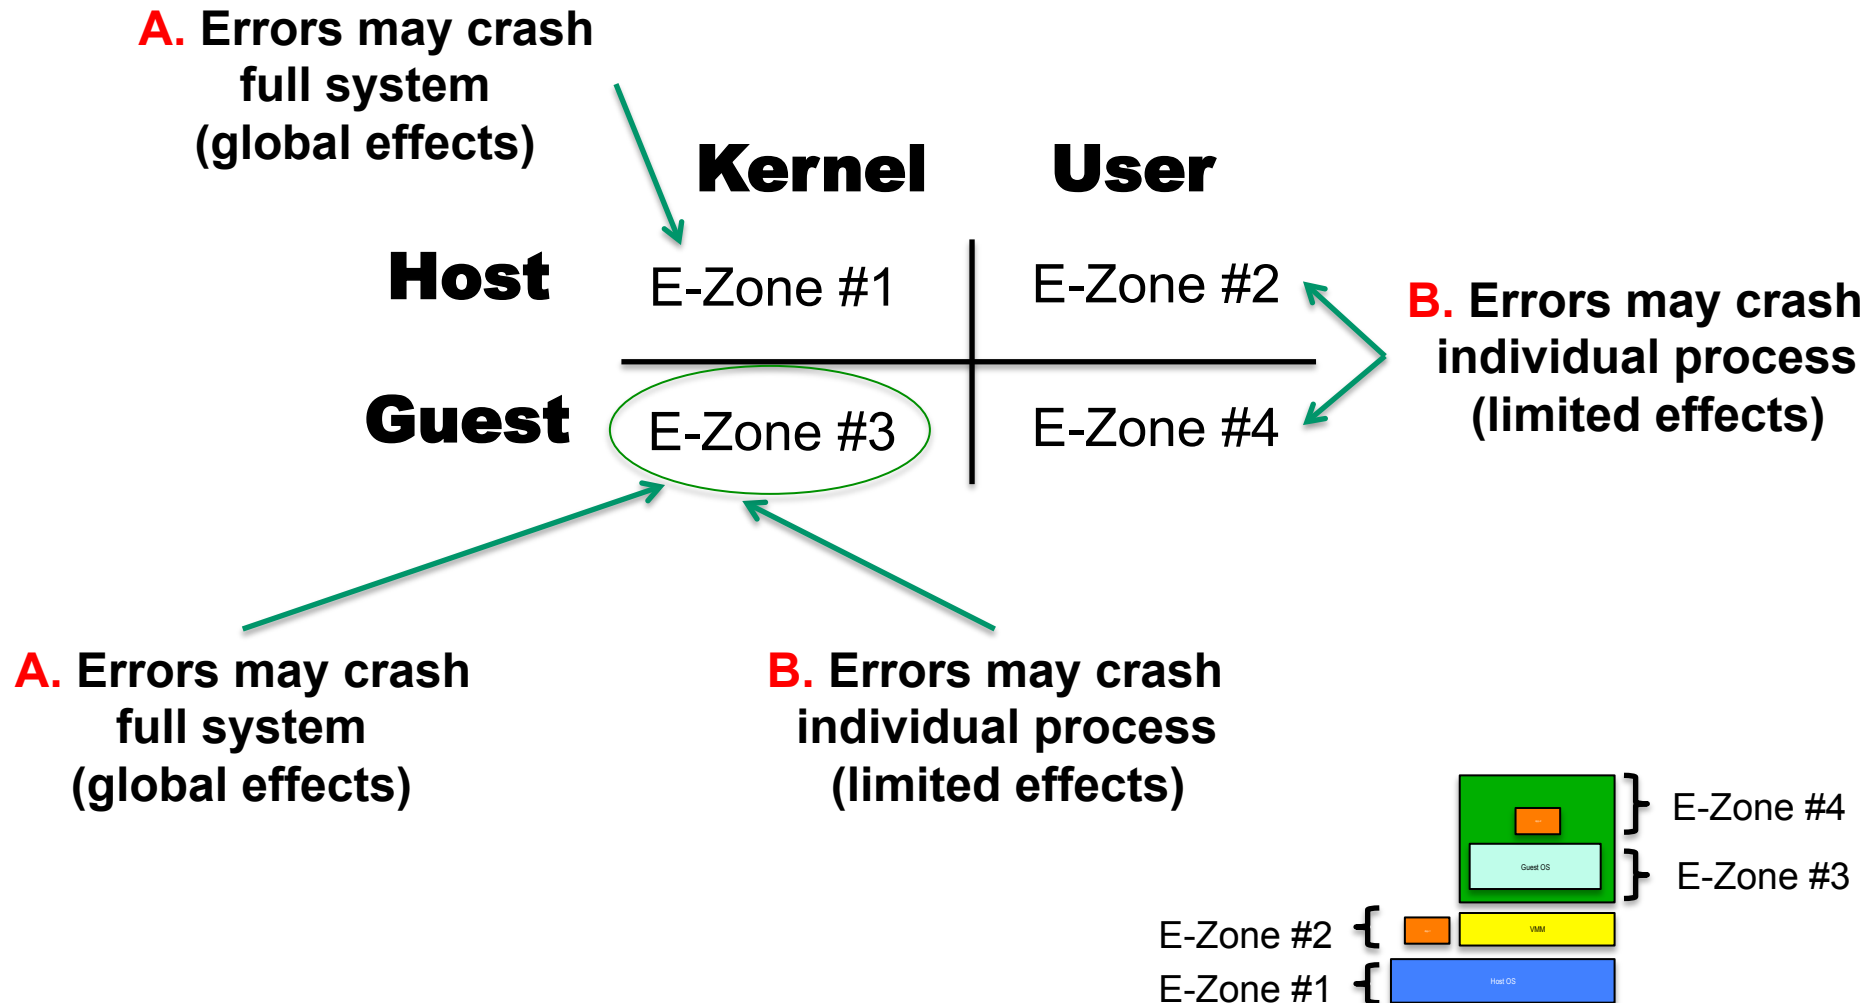 A. Errors may crash
full system
(global effects)
Kernel
User
Host
E-Zone #1
E-Zone #2
B. Errors may crash
individual process
(limited effects)
Guest
E-Zone #3
E-Zone #4
A. Errors may crash
full system
(global effects)
B. Errors may crash
individual process
(limited effects)
E-Zone #4
Guest OS
E-Zone #3
E-Zone #2
VMM
E-Zone #1
Host OS